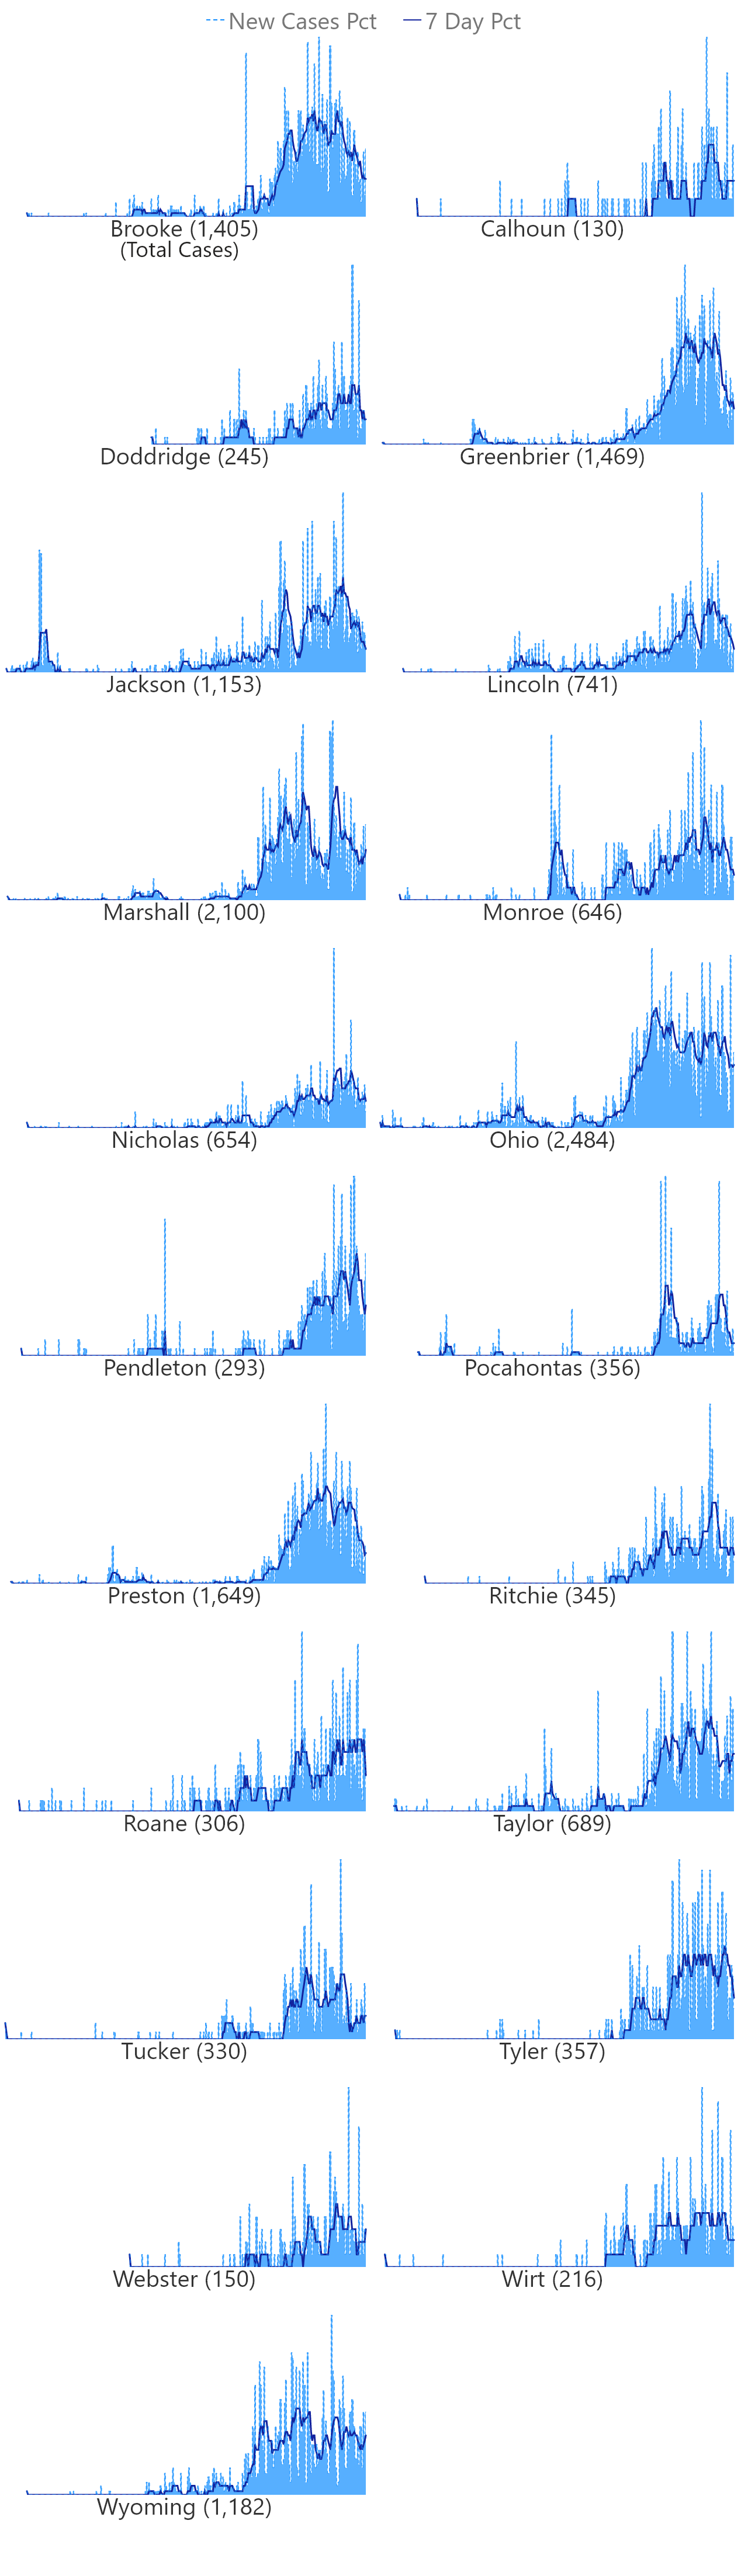 New Cases Pct 7 Day Pct
Brooke (1,405) Calhoun (130)
(Total Cases)
Doddridge (245) Greenbrier (1,469)
Jackson (1,153) Lincoln (741)
Marshall (2,100) Monroe (646)
Nicholas (654) Ohio (2,484)
Pendleton (293) Pocahontas (356)
Preston (1,649) Ritchie (345)
Roane (306) Taylor (689)
Tucker (330) Tyler (357)
Webster (150) Wirt (216)
Wyoming (1,182)